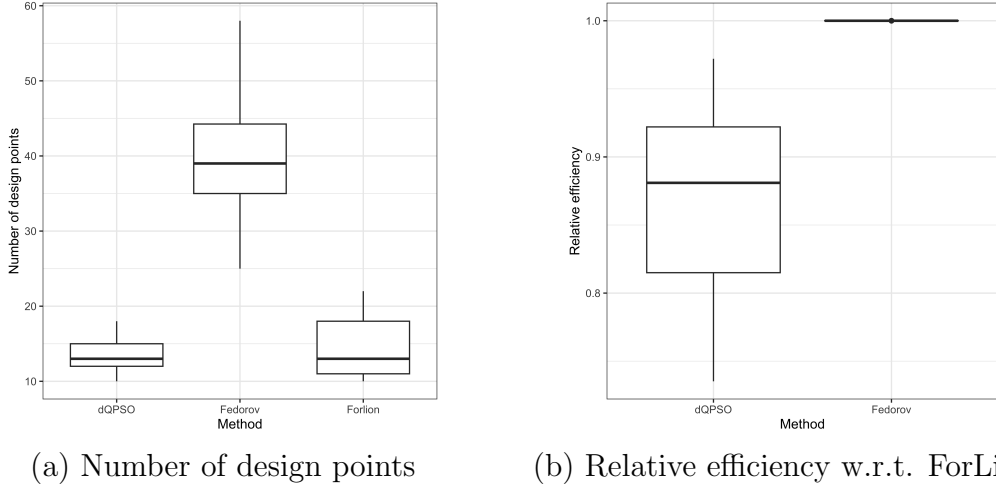 60
50
40
30
20
10
Number of design points
dQPSO Fedorov Forlion
Method
(a) Number of design points
1.0
0.9
0.8
Relative efficiency
dQPSO Fedorov
Method
(b) Relative efficiency w.r.t. ForLi